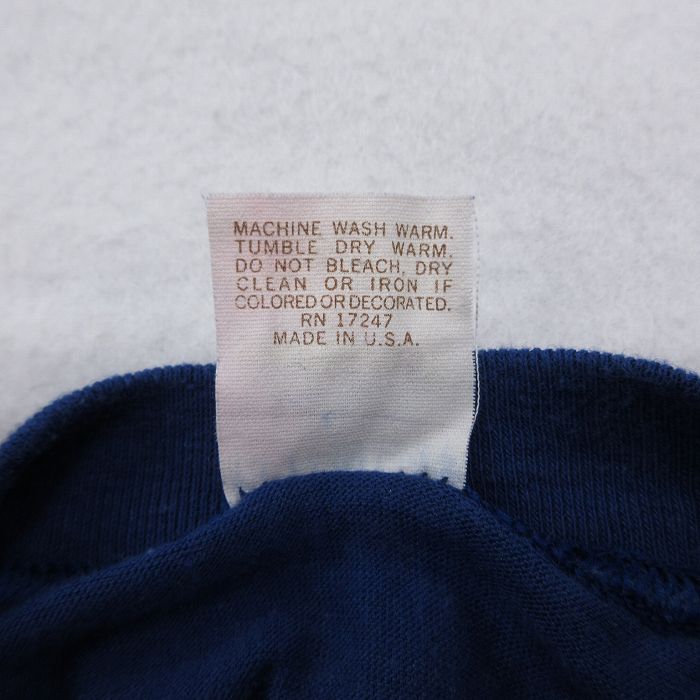 MACHINE WASH WARM.
TUMBLE DRY WARM.
DO NOT BLEACH, DRY
CLEAN OR IRON IF
COLORED OR DECORATED.
RN 17247
MADE IN U.S.A.